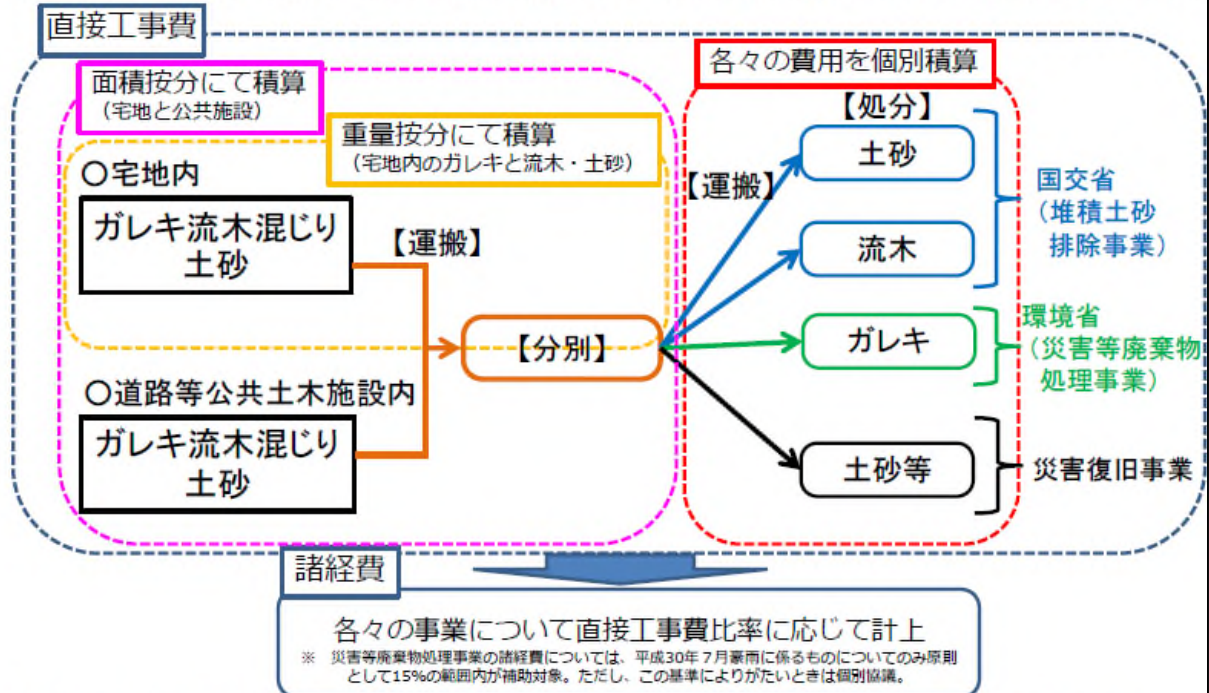 直接工事費
面積按分にて積算
（宅地と公共施設）
重量按分にて積算
（宅地内のガレキと流木・土砂）
〇宅地内
ガレキ流木混じり
土砂
【運搬】
【分別】
〇道路等公共土木施設内
ガレキ流木混じり
土砂
各々の費用を個別積算
【処分】
【運搬】
土砂
流木
ガレキ
土砂等
国交省
（堆積土砂
排除事業）
環境省
（災害等廃棄物
処理事業）
災害復旧事業
諸経費
各々の事業について直接工事費比率に応じて計上
※　災害等廃棄物処理事業の諸経費については、平成30年７月豪雨に係るものについてのみ原則
として15%の範囲内が補助対象。ただし、この基準によりがたいときは個別協議。